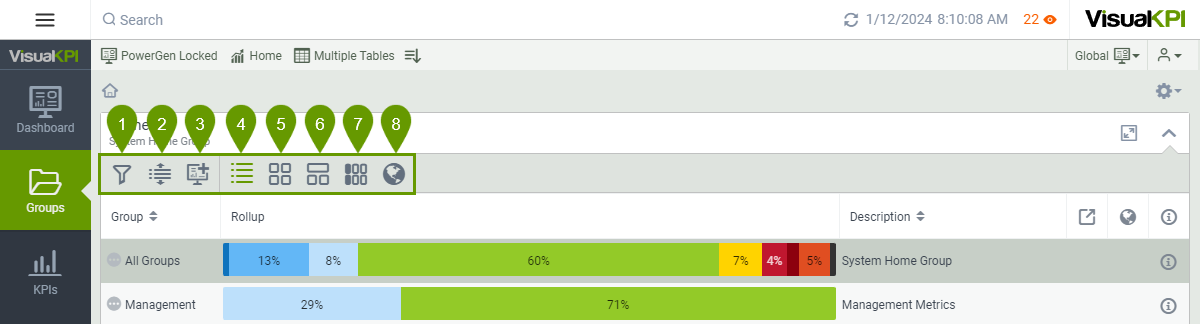 Search
1/12/2024 8:10:08 AM
22
VisualKPI
VisualKPI
PowerGen Locked
Home
Multiple Tables
Global
Dashboard
Groups
KPIs
1 2 3 4 5 6 7 8
System Home Group
Group
Rollup
Description
All Groups
13%
8%
60%
7%
4%
5%
System Home Group
Management
29%
71%
Management Metrics